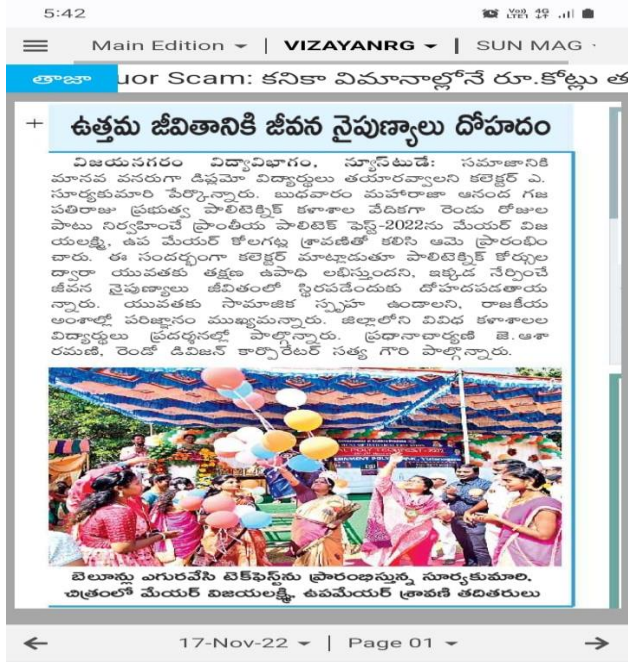 5:42
Main Edition | VIZAYANRG | SUN MAG
తాజా uor Scam: కనికా విమానాల్లోనే రూ.కోట్లు త
ఉత్తమ జీవితానికి జీవన నైపుణ్యాలు దోహదం
విజయనగరం విద్యావిభాగం, న్యూస్‌టుడే: సమాజానికి
మానవ వనరుగా డిప్లమో విద్యార్థులు తయారవ్వాలని కలెక్టర్ ఎ.
సూర్యకుమారి పేర్కొన్నారు. బుధవారం మహారాజా ఆనంద గజ
పతిరాజు ప్రభుత్వ పాలిటెక్నిక్ కళాశాల వేదికగా రెండు రోజుల
పాటు నిర్వహించే ప్రాంతీయ పాలిటెక్ ఫెస్ట్-2022ను మేయర్ విజ
యలక్ష్మి, ఉప మేయర్ కోలగట్ల శ్రావణితో కలిసి ఆమె ప్రారంభిం
చారు. ఈ సందర్భంగా కలెక్టర్ మాట్లాడుతూ పాలిటెక్నిక్ కోర్సుల
ద్వారా యువతకు తక్షణ ఉపాధి లభిస్తుందని, ఇక్కడ నేర్పించే
జీవన నైపుణ్యాలు జీవితంలో స్థిరపడేందుకు దోహదపడతాయ
న్నారు. యువతకు సామాజిక స్పృహ ఉండాలని, రాజకీయ
అంశాల్లో పరిజ్ఞానం ముఖ్యమన్నారు. జిల్లాలోని వివిధ కళాశాలల
విద్యార్థులు ప్రదర్శనల్లో పాల్గొన్నారు. ప్రధానాచార్యణి జె.ఆశా
రమణి, రెండో డివిజన్ కార్పొరేటర్ సత్య గౌరి పాల్గొన్నారు.
బెలూన్లు ఎగురవేసి టెక్‌ఫెస్ట్‌ను ప్రారంభిస్తున్న సూర్యకుమారి,
చిత్రంలో మేయర్ విజయలక్ష్మి, ఉపమేయర్ శ్రావణి తదితరులు
17-Nov-22 | Page 01